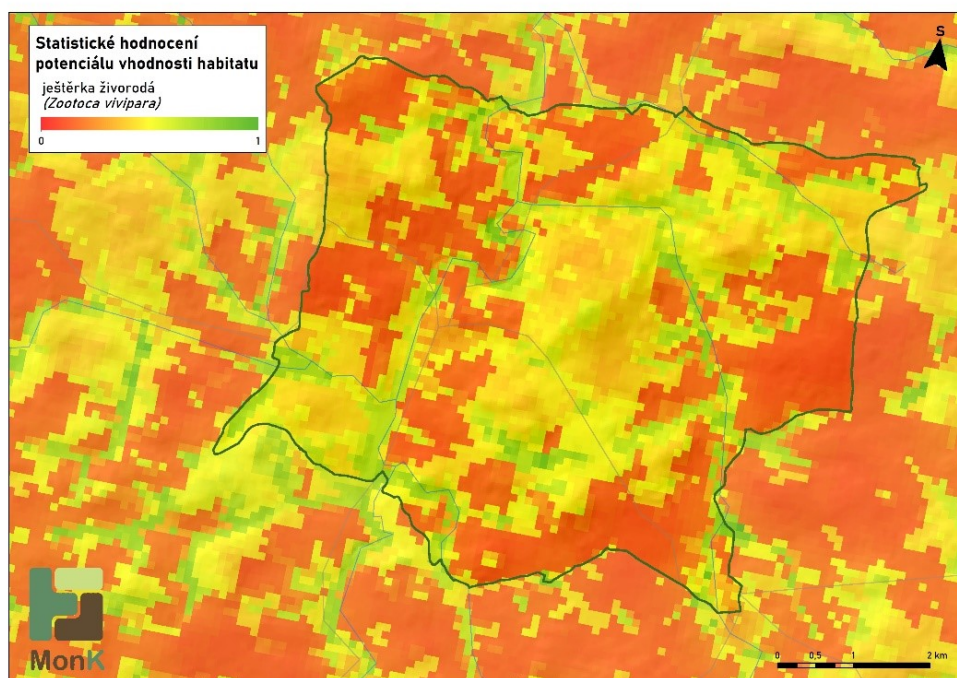 Statistické hodnocení
potenciálu vhodnosti habitatu
ještěrka živorodá
(Zootoca vivipara)
0 1
S
MonK
0 0,5 1 2 km